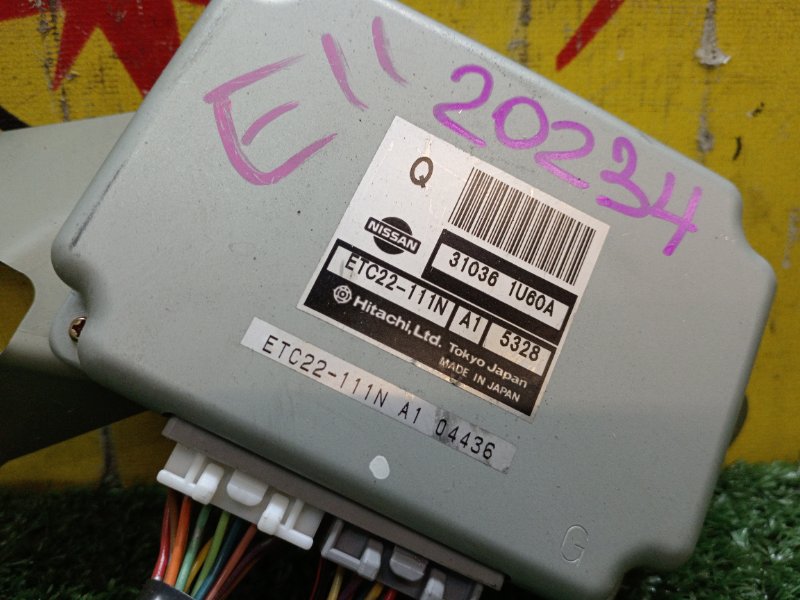 E11 20234
Q
NISSAN
31036 1U60A
ETC22-111N A1 5328
Hitachi, Ltd. Tokyo Japan
MADE IN JAPAN
ETC22-111N A1 04436
G